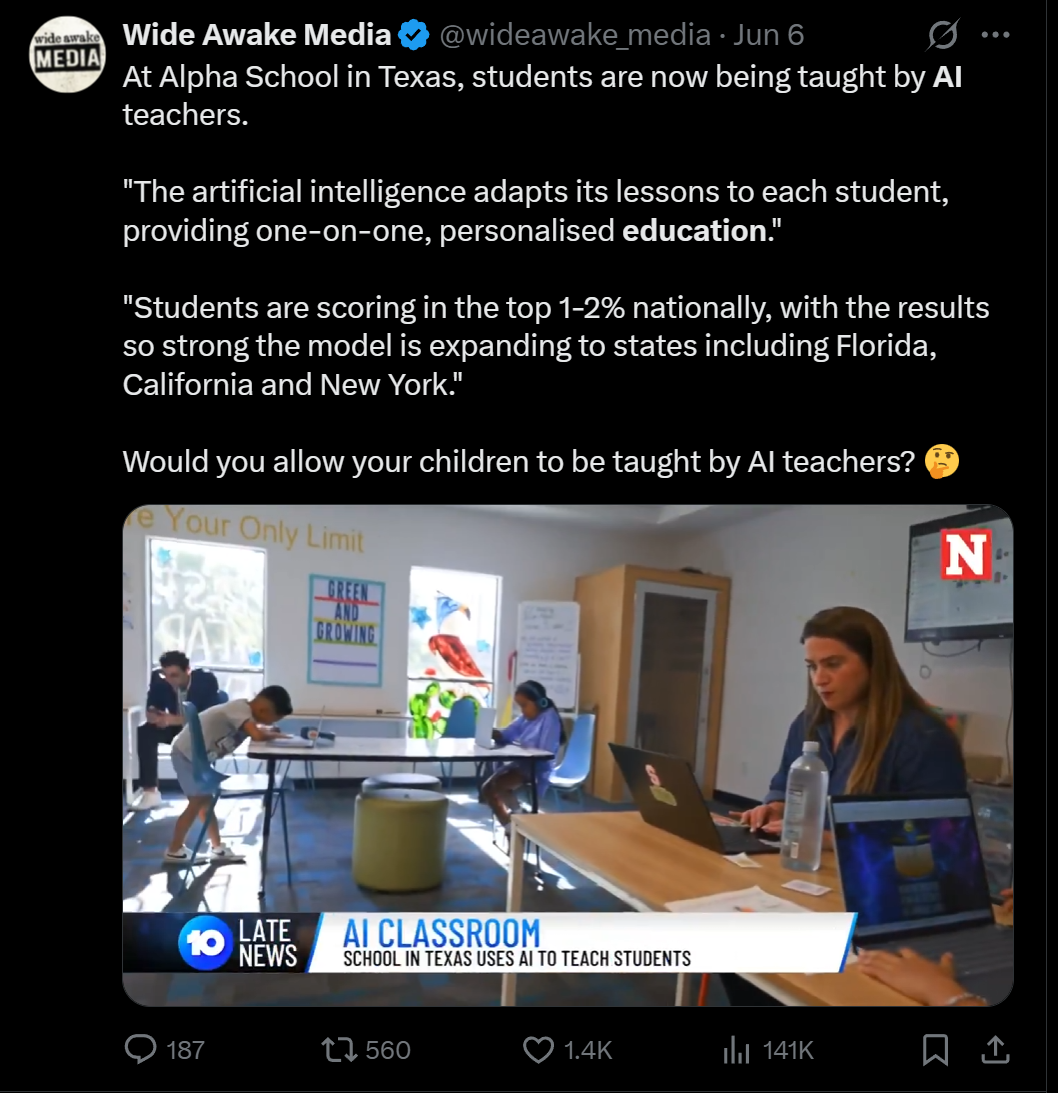 Wide Awake Media @wideawake_media · Jun 6
wide awake
MEDIA
At Alpha School in Texas, students are now being taught by AI
teachers.
"The artificial intelligence adapts its lessons to each student,
providing one-on-one, personalised education."
"Students are scoring in the top 1-2% nationally, with the results
so strong the model is expanding to states including Florida,
California and New York."
Would you allow your children to be taught by AI teachers? 🤔
e Your Only Limit
N
GREEN
AND
GROWING
10 LATE
NEWS
AI CLASSROOM
SCHOOL IN TEXAS USES AI TO TEACH STUDENTS
187 560 1.4K 141K